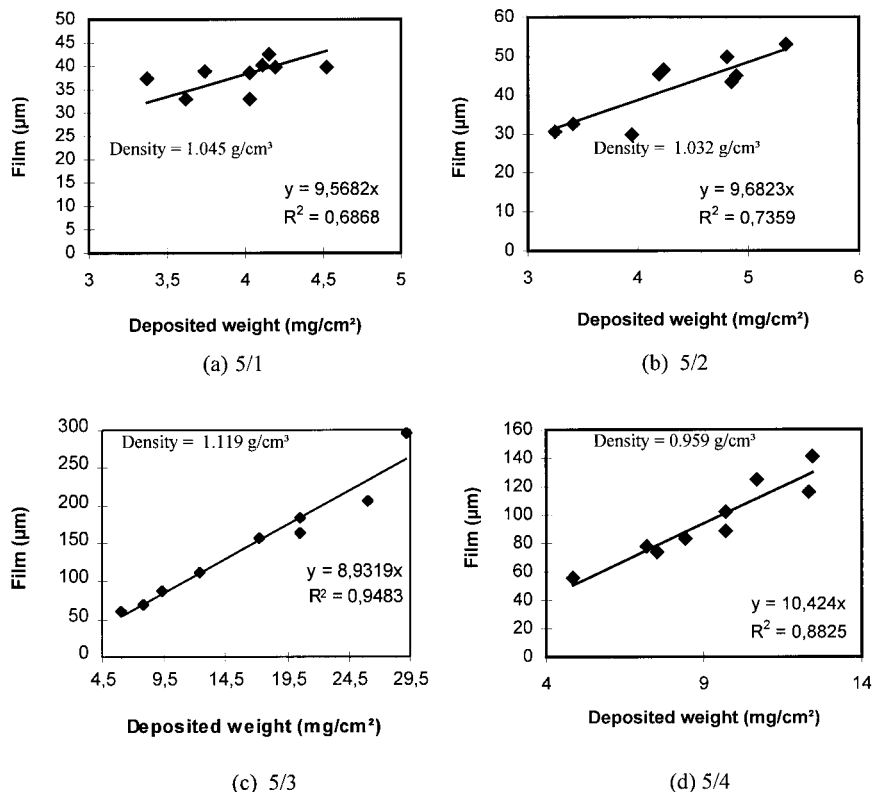 50
45
40
35
30
25
20
15
10
5
0
Film (µm)
Density = 1.045 g/cm³
y = 9,5682x
R² = 0,6868
3 3,5 4 4,5 5
Deposited weight (mg/cm²)
(a) 5/1
60
50
40
30
20
10
0
Film (µm)
Density = 1.032 g/cm³
y = 9,6823x
R² = 0,7359
3 4 5 6
Deposited weight (mg/cm²)
(b) 5/2
300
250
200
150
100
50
0
Film (µm)
Density = 1.119 g/cm³
y = 8,9319x
R² = 0,9483
4,5 9,5 14,5 19,5 24,5 29,5
Deposited weight (mg/cm²)
(c) 5/3
160
140
120
100
80
60
40
20
0
Film (µm)
Density = 0.959 g/cm³
y = 10,424x
R² = 0,8825
4 9 14
Deposited weight (mg/cm²)
(d) 5/4